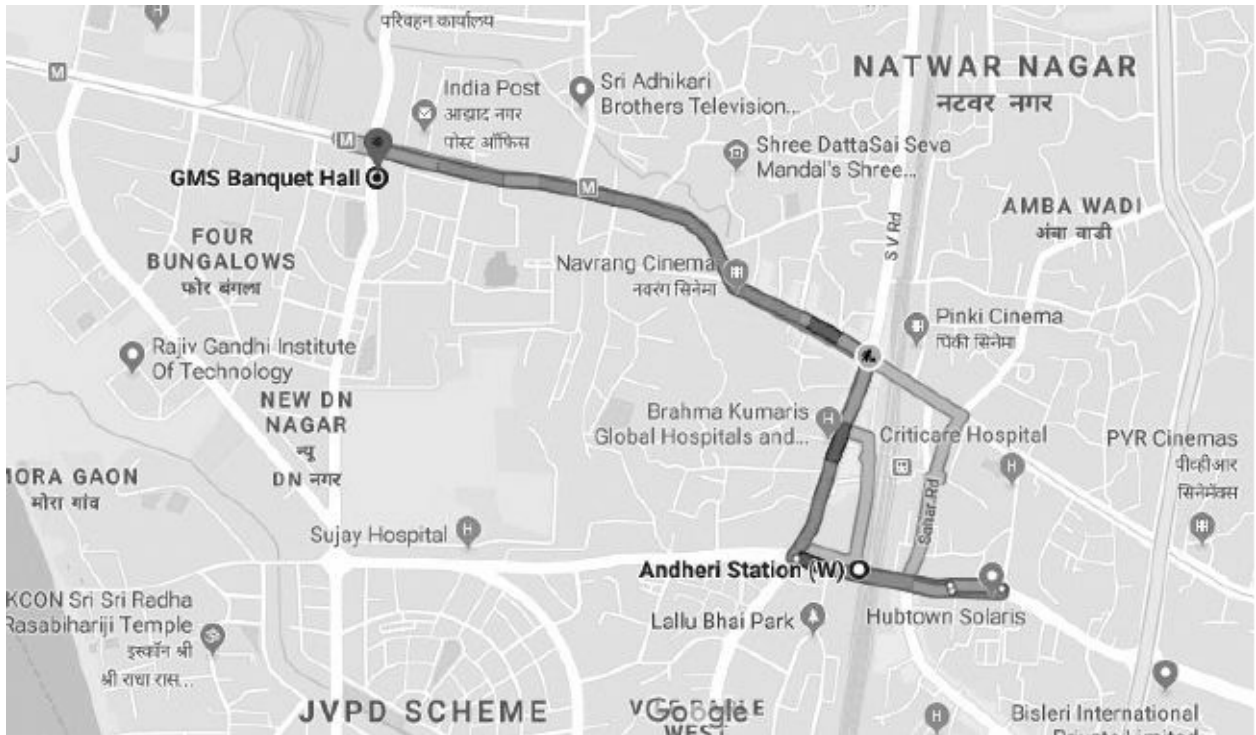 परिवहन कार्यालय
NATWAR NAGAR
नटवर नगर
India Post
आझाद नगर
पोस्ट ऑफिस
Sri Adhikari
Brothers Television...
Shree DattaSai Seva
Mandal's Shree...
J
GMS Banquet Hall
AMBA WADI
अंबा वाडी
S V Rd
FOUR
BUNGALOWS
फोर बंगला
Navrang Cinema
नवरंग सिनेमा
Pinki Cinema
पिंकी सिनेमा
Rajiv Gandhi Institute
Of Technology
NEW DN
NAGAR
न्यू
DN नगर
Brahma Kumaris
Global Hospitals and...
Criticare Hospital
PVR Cinemas
पीव्हीआर
सिनेमॅक्स
MORA GAON
मोरा गांव
Sahar Rd
Sujay Hospital
Andheri Station (W)
KCON Sri Sri Radha
Rasabihariji Temple
इस्कॉन श्री
श्री राधा रास...
Lallu Bhai Park
Hubtown Solaris
JVPD SCHEME
Google
WEST
Bisleri International
Private Limited